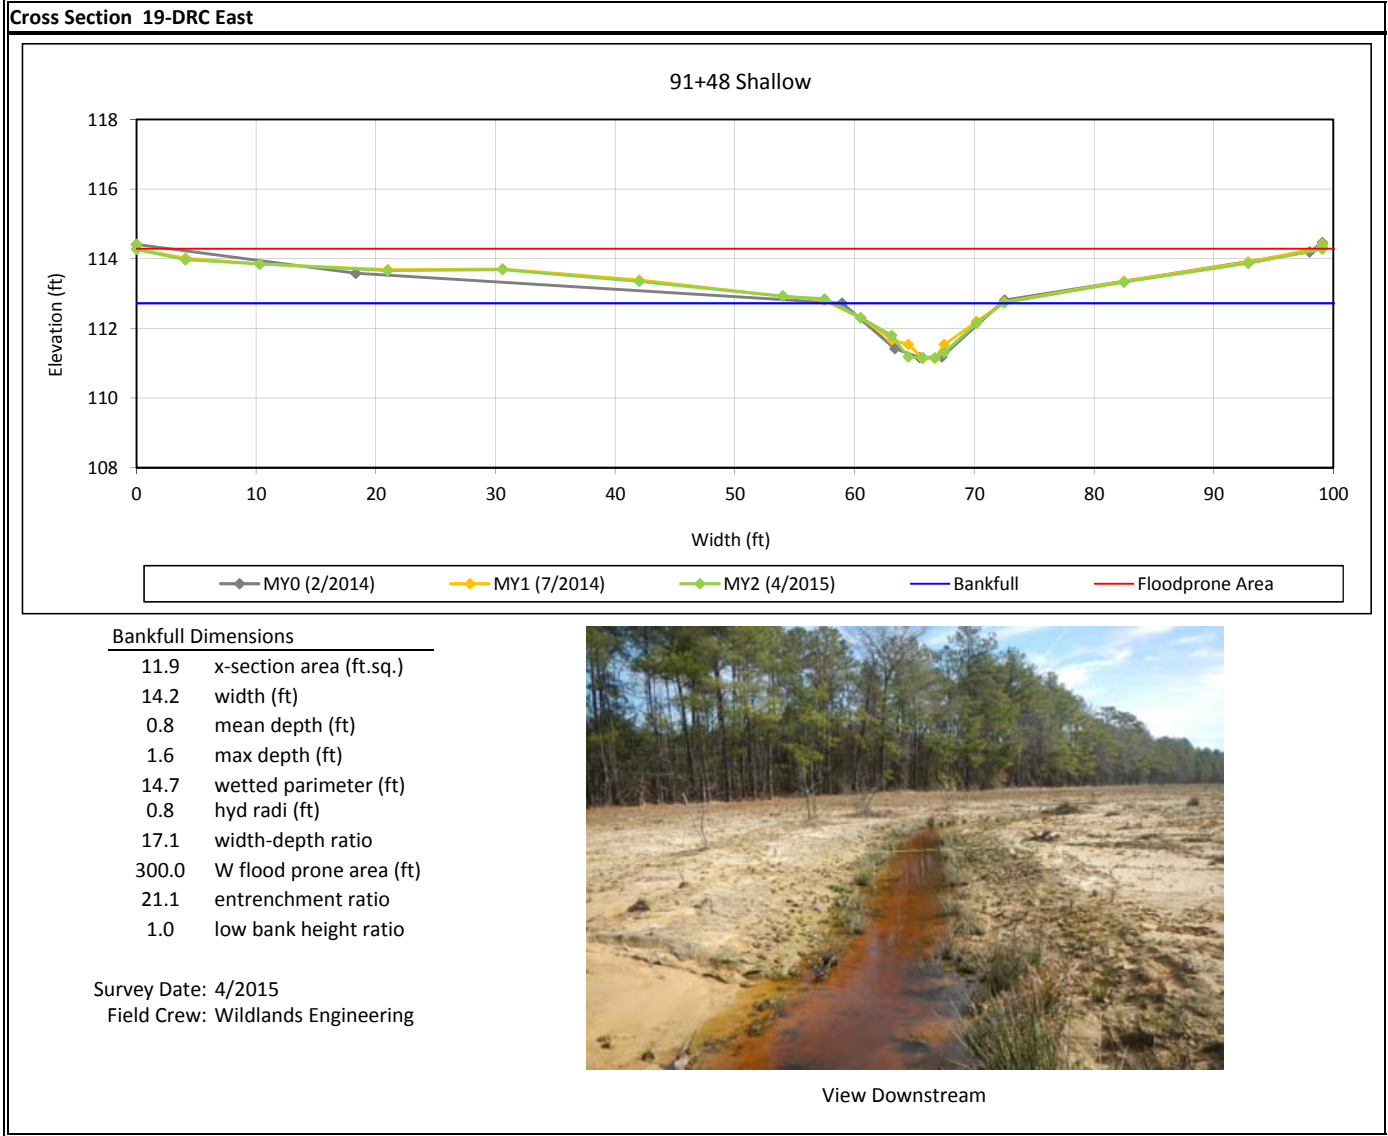 Cross Section  19-DRC East
91+48 Shallow
Elevation (ft)
118
116
114
112
110
108
0 10 20 30 40 50 60 70 80 90 100
Width (ft)
MY0 (2/2014) MY1 (7/2014) MY2 (4/2015) Bankfull Floodprone Area
Bankfull Dimensions
11.9 x-section area (ft.sq.)
14.2 width (ft)
0.8 mean depth (ft)
1.6 max depth (ft)
14.7 wetted parimeter (ft)
0.8 hyd radi (ft)
17.1 width-depth ratio
300.0 W flood prone area (ft)
21.1 entrenchment ratio
1.0 low bank height ratio
Survey Date: 4/2015
Field Crew: Wildlands Engineering
View Downstream